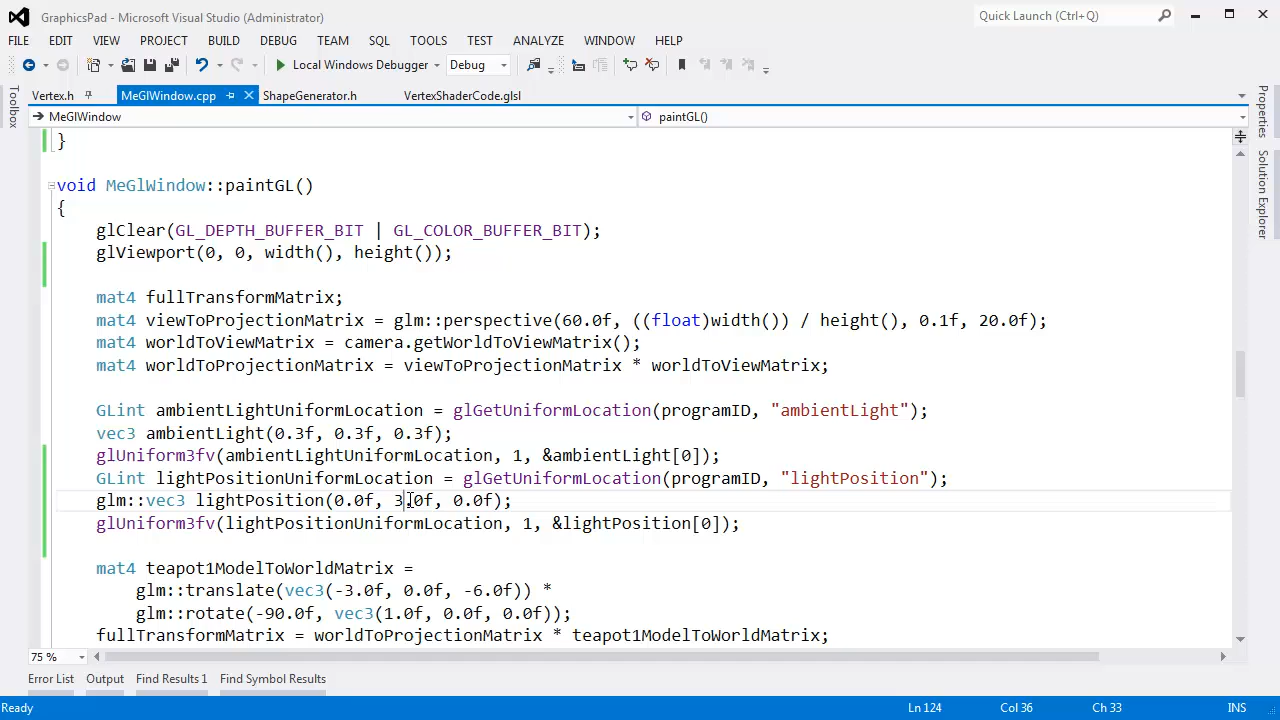 GraphicsPad - Microsoft Visual Studio (Administrator)
Quick Launch (Ctrl+Q)
FILE EDIT VIEW PROJECT BUILD DEBUG TEAM SQL TOOLS TEST ANALYZE WINDOW HELP
Local Windows Debugger Debug
Vertex.h MeGlWindow.cpp ShapeGenerator.h VertexShaderCode.glsl
MeGlWindow paintGL()
Toolbox
Properties
Solution Explorer
}
void MeGlWindow::paintGL()
{
glClear(GL_DEPTH_BUFFER_BIT | GL_COLOR_BUFFER_BIT);
glViewport(0, 0, width(), height());
mat4 fullTransformMatrix;
mat4 viewToProjectionMatrix = glm::perspective(60.0f, ((float)width()) / height(), 0.1f, 20.0f);
mat4 worldToViewMatrix = camera.getWorldToViewMatrix();
mat4 worldToProjectionMatrix = viewToProjectionMatrix * worldToViewMatrix;
GLint ambientLightUniformLocation = glGetUniformLocation(programID, "ambientLight");
vec3 ambientLight(0.3f, 0.3f, 0.3f);
glUniform3fv(ambientLightUniformLocation, 1, &ambientLight[0]);
GLint lightPositionUniformLocation = glGetUniformLocation(programID, "lightPosition");
glm::vec3 lightPosition(0.0f, 3.0f, 0.0f);
glUniform3fv(lightPositionUniformLocation, 1, &lightPosition[0]);
mat4 teapot1ModelToWorldMatrix =
glm::translate(vec3(-3.0f, 0.0f, -6.0f)) *
glm::rotate(-90.0f, vec3(1.0f, 0.0f, 0.0f));
fullTransformMatrix = worldToProjectionMatrix * teapot1ModelToWorldMatrix;
75 %
Error List Output Find Results 1 Find Symbol Results
Ready Ln 124 Col 36 Ch 33 INS